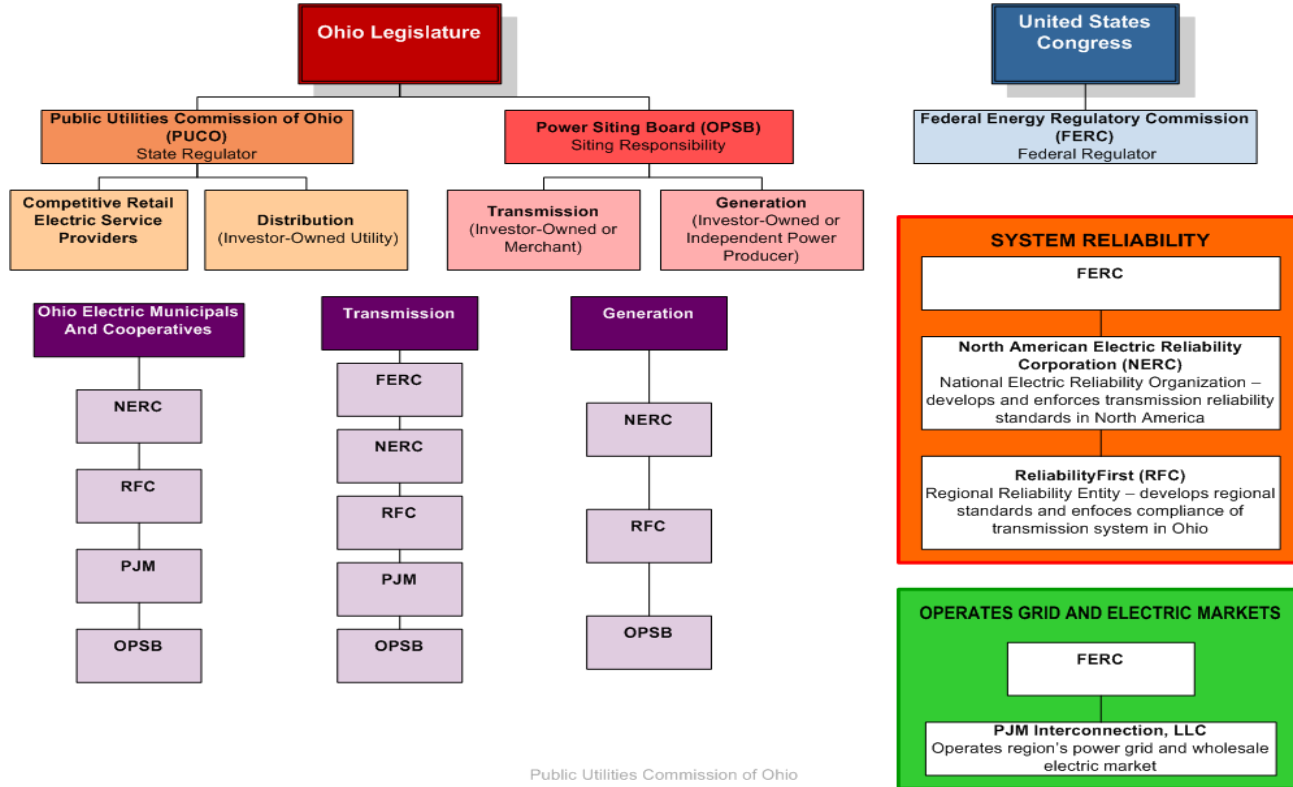 Ohio Legislature
United States
Congress
Public Utilities Commission of Ohio
(PUCO)
State Regulator
Power Siting Board (OPSB)
Siting Responsibility
Federal Energy Regulatory Commission
(FERC)
Federal Regulator
Competitive Retail
Electric Service
Providers
Distribution
(Investor-Owned Utility)
Transmission
(Investor-Owned or
Merchant)
Generation
(Investor-Owned or
Independent Power
Producer)
Ohio Electric Municipals
And Cooperatives
NERC
RFC
PJM
OPSB
Transmission
FERC
NERC
RFC
PJM
OPSB
Generation
NERC
RFC
OPSB
SYSTEM RELIABILITY
FERC
North American Electric Reliability
Corporation (NERC)
National Electric Reliability Organization –
develops and enforces transmission reliability
standards in North America
ReliabilityFirst (RFC)
Regional Reliability Entity – develops regional
standards and enfoces compliance of
transmission system in Ohio
OPERATES GRID AND ELECTRIC MARKETS
FERC
PJM Interconnection, LLC
Operates region's power grid and wholesale
electric market
Public Utilities Commission of Ohio